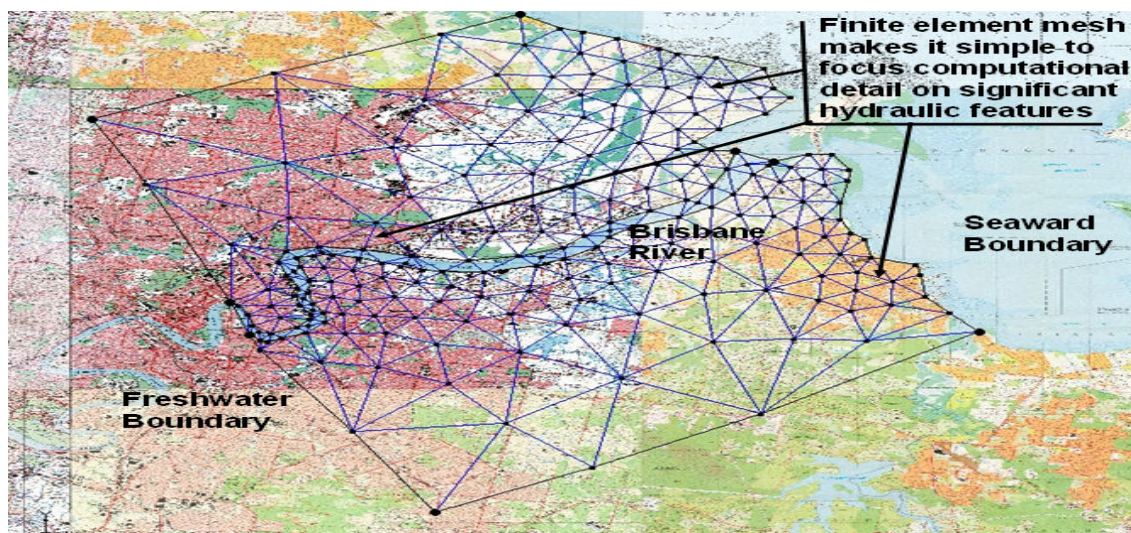 Finite element mesh
makes it simple to
focus computational
detail on significant
hydraulic features
Brisbane
River
Seaward
Boundary
Freshwater
Boundary